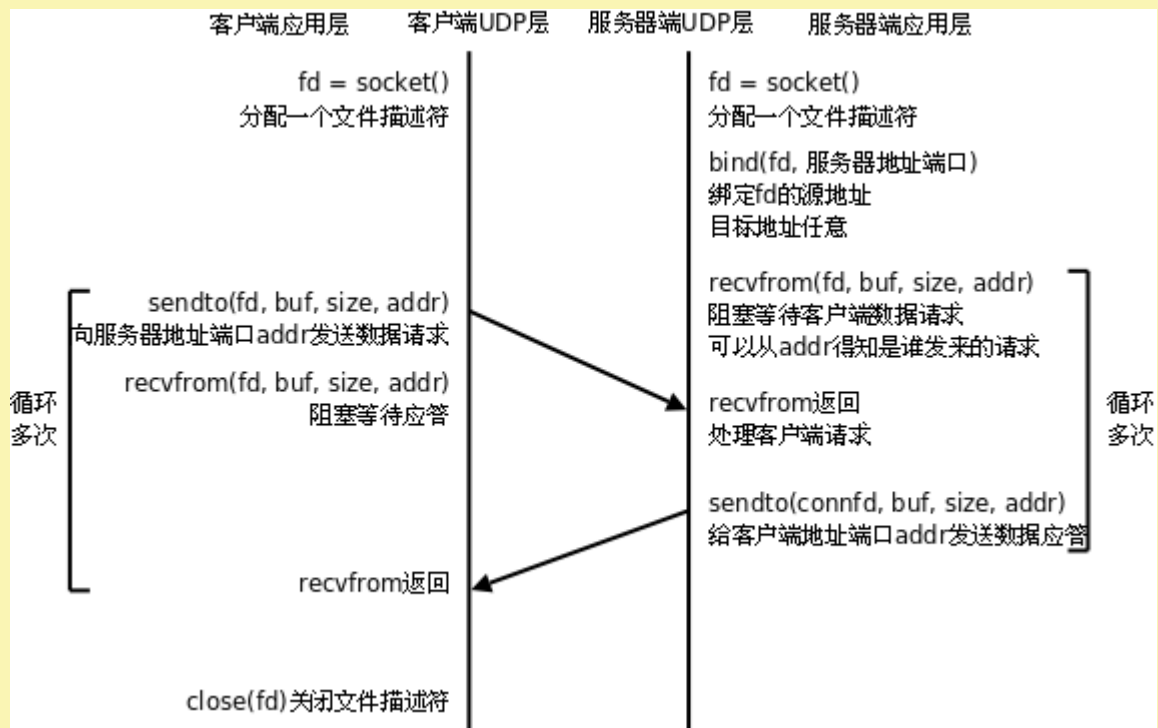 客户端应用层
客户端UDP层
服务器端UDP层
服务器端应用层
fd = socket()
分配一个文件描述符
fd = socket()
分配一个文件描述符
bind(fd, 服务器地址端口)
绑定fd的源地址
目标地址任意
循环
多次
sendto(fd, buf, size, addr)
向服务器地址端口addr发送数据请求
recvfrom(fd, buf, size, addr)
阻塞等待应答
recvfrom(fd, buf, size, addr)
阻塞等待客户端数据请求
可以从addr得知是谁发来的请求
recvfrom返回
处理客户端请求
sendto(connfd, buf, size, addr)
给客户端地址端口addr发送数据应答
循环
多次
recvfrom返回
close(fd)关闭文件描述符